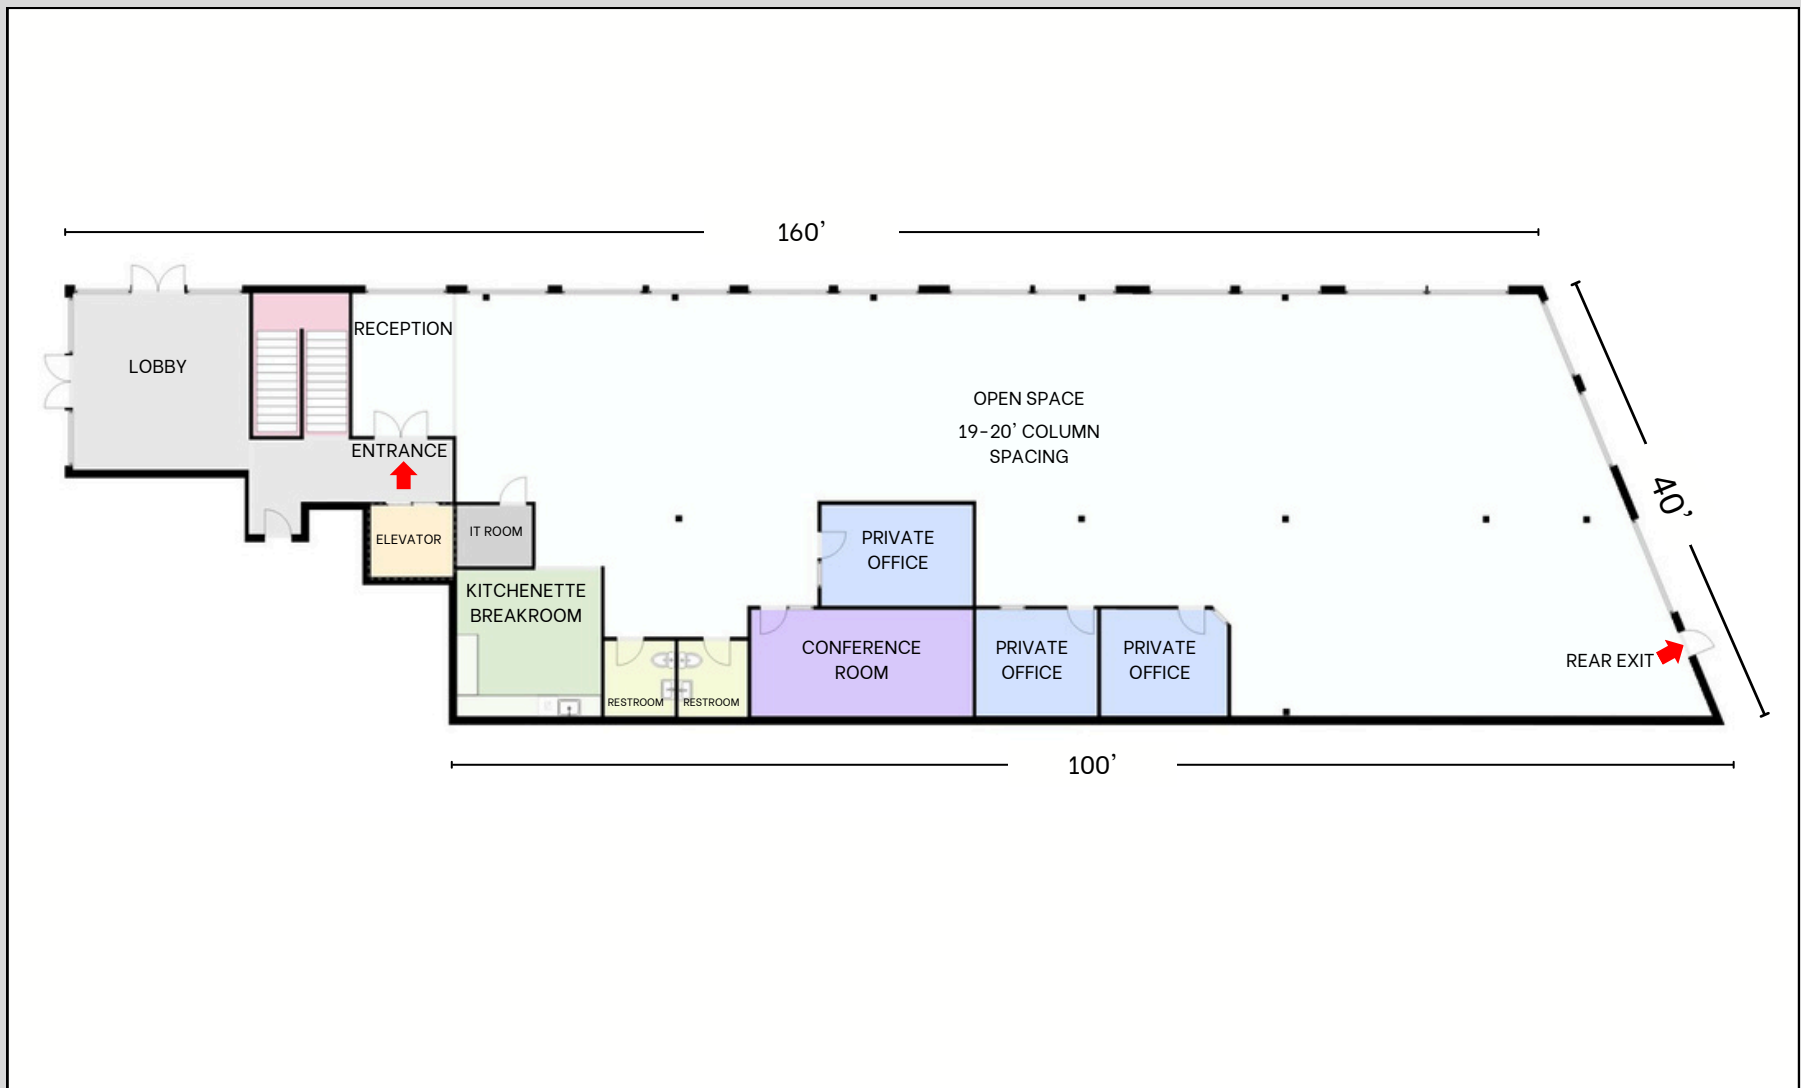 160’
RECEPTION
LOBBY
OPEN SPACE
19-20’ COLUMN
SPACING
ENTRANCE
40’
IT ROOM
ELEVATOR
PRIVATE
OFFICE
KITCHENETTE
BREAKROOM
CONFERENCE
ROOM
PRIVATE
OFFICE
PRIVATE
OFFICE
REAR EXIT
RESTROOM
RESTROOM
100’